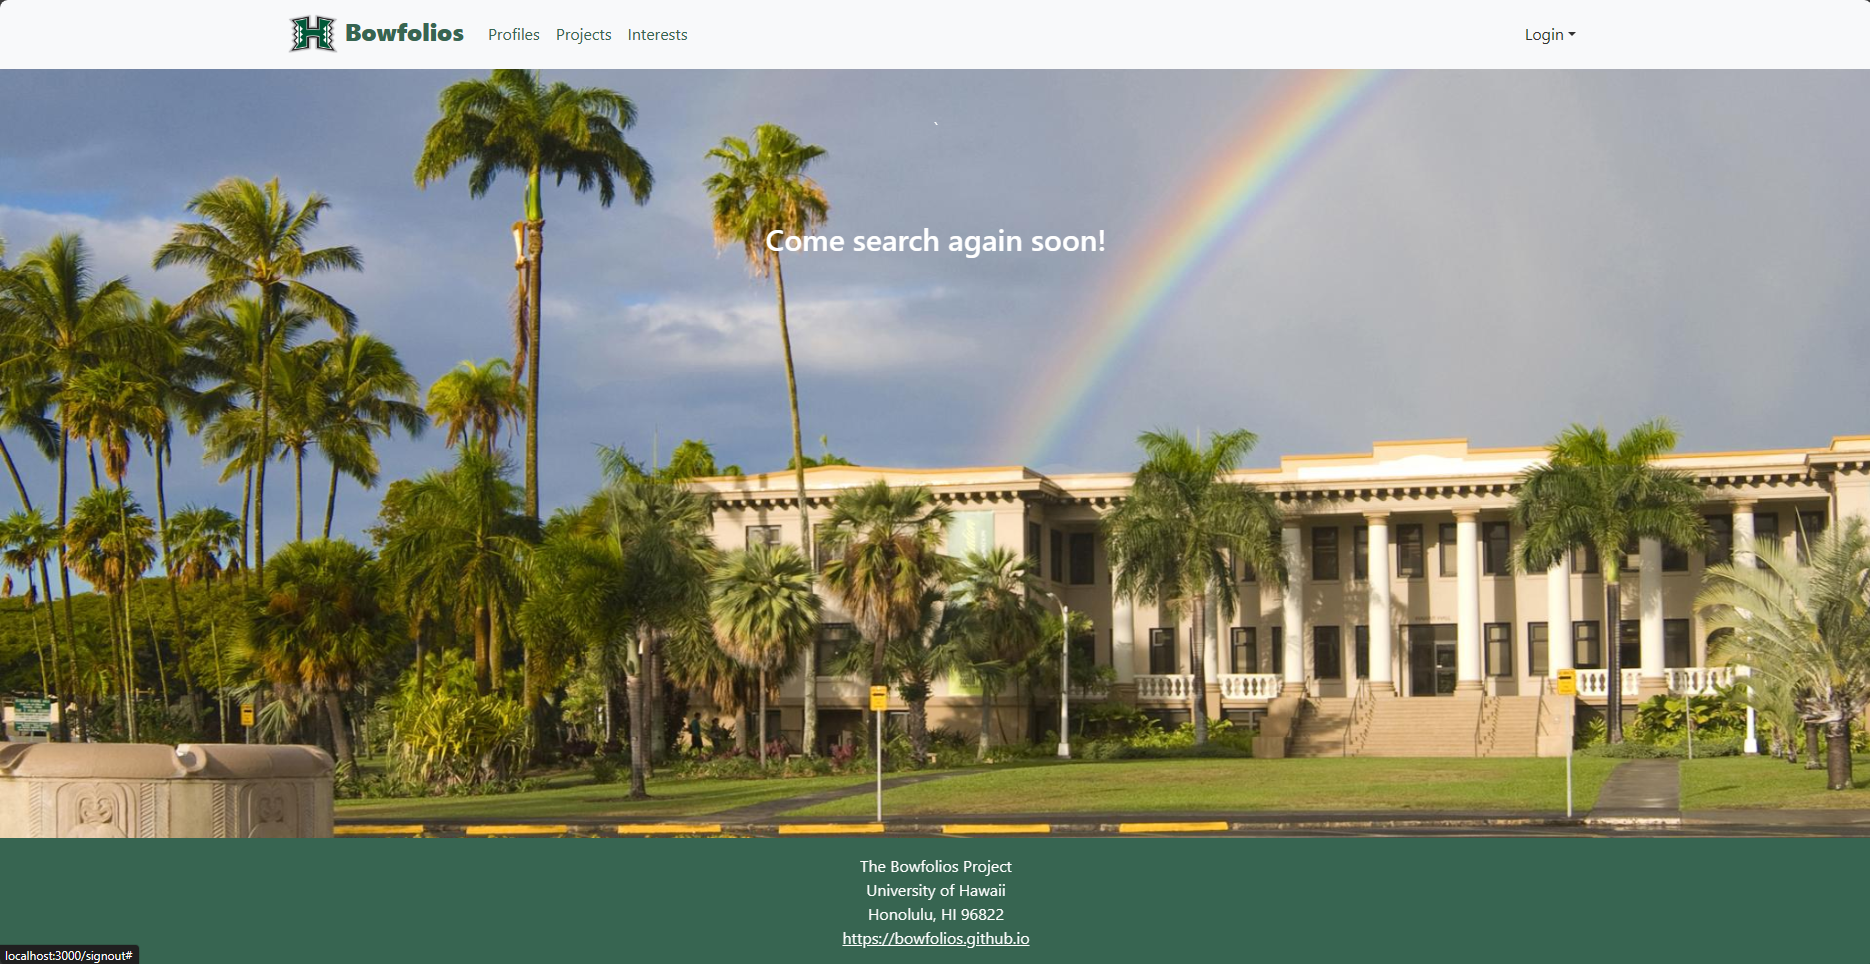 H Bowfolios Profiles Projects Interests Login
`
Come search again soon!
The Bowfolios Project
University of Hawaii
Honolulu, HI 96822
https://bowfolios.github.io
localhost:3000/signout#